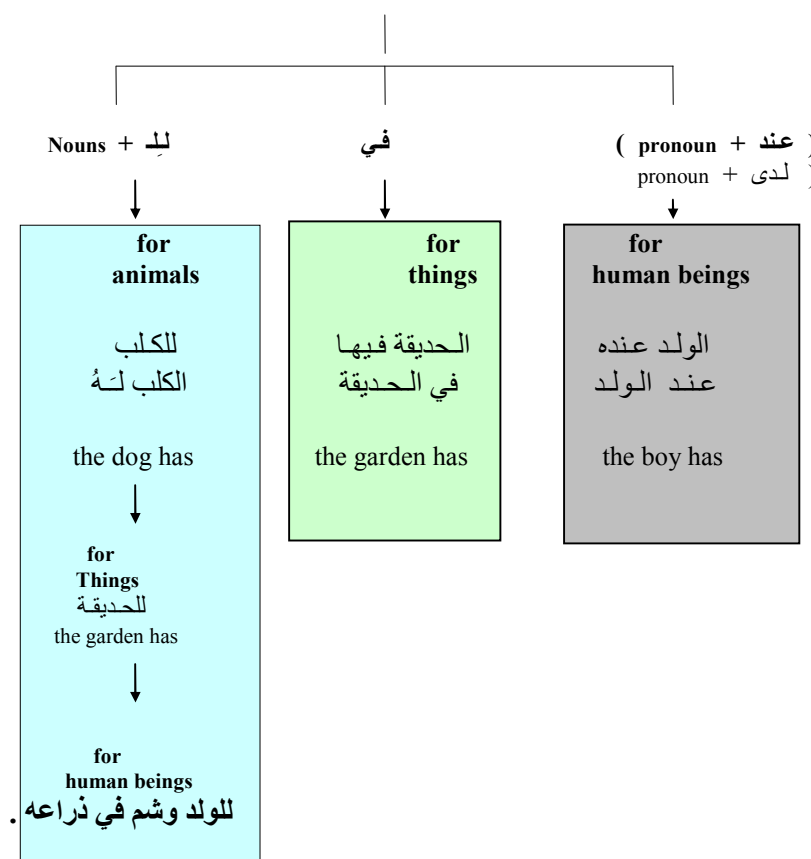 Nouns + لِلـ
في
( pronoun + عند )
pronoun + لدى
for
animals
للكلب
الكلب لَهُ
the dog has
for
Things
للحديقة
the garden has
for
human beings
للولد وشم في ذراعه .
for
things
الحديقة فيها
في الحديقة
the garden has
for
human beings
الولد عنده
عند الولد
the boy has